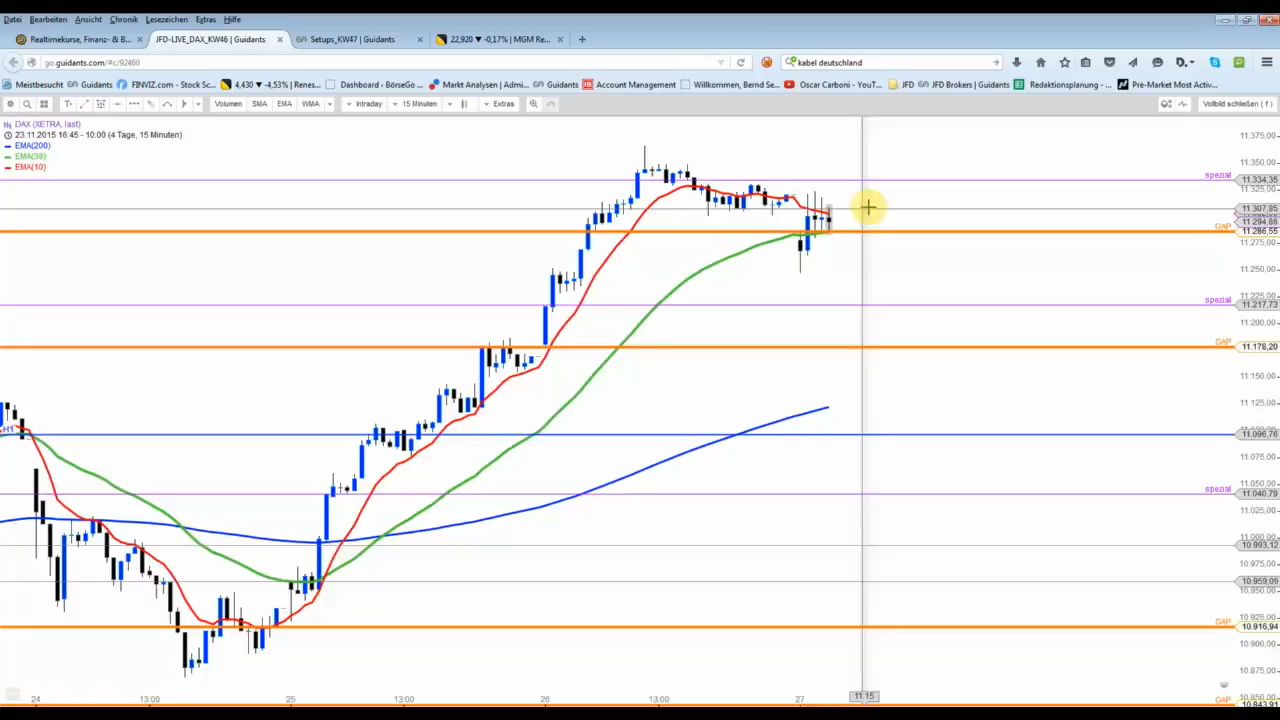 Datei Bearbeiten Ansicht Chronik Lesezeichen Extras Hilfe
Realtimekurse, Finanz- & B... × JFD-LIVE_DAX_KW46 | Guidants × Setups_KW47 | Guidants × 22,920 ▼ -0,17% | MGM Re... × +
go.guidants.com/#c/92460 kabel deutschland
Meistbesucht Guidants FINVIZ.com - Stock Sc... 4,430 ▼ -4,53% | Renes... Dashboard ‹ BörseGo ... Markt Analysen | Admi... Guidants Account Management Willkommen, Bernd Se... Oscar Carboni - YouT... JFD JFD Brokers | Guidants Redaktionsplanung - ... Pre-Market Most Activ...
Volumen SMA EMA WMA Intraday 15 Minuten Extras Vollbild schließen ( f )
DAX (XETRA, last)
23.11.2015 16:45 - 10:00 (4 Tage, 15 Minuten)
EMA(200)
EMA(38)
EMA(10)
11.375,00
11.350,00
spezial 11.334,35
11.325,00
11.307,85
11.294,86
GAP 11.286,55
11.275,00
11.250,00
11.225,00
spezial 11.217,73
11.200,00
GAP 11.178,20
11.150,00
11.125,00
H1 11.096,76
11.075,00
11.050,00
spezial 11.040,79
11.025,00
11.000,00
10.993,12
10.975,00
10.959,09
10.950,00
10.925,00
GAP 10.916,94
10.900,00
10.875,00
24 13:00 25 13:00 26 13:00 27 11:15
10.850,00
GAP 10.843,91